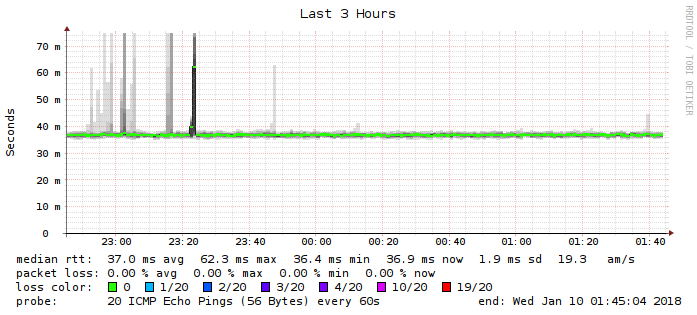 Last 3 Hours
RRDTOOL / TOBI OETIKER
Seconds
70 m
60 m
50 m
40 m
30 m
20 m
10 m
0
23:00 23:20 23:40 00:00 00:20 00:40 01:00 01:20 01:40
median rtt: 37.0 ms avg 62.3 ms max 36.4 ms min 36.9 ms now 1.9 ms sd 19.3 am/s
packet loss: 0.00 % avg 0.00 % max 0.00 % min 0.00 % now
loss color: 0 1/20 2/20 3/20 4/20 10/20 19/20
probe: 20 ICMP Echo Pings (56 Bytes) every 60s end: Wed Jan 10 01:45:04 2018